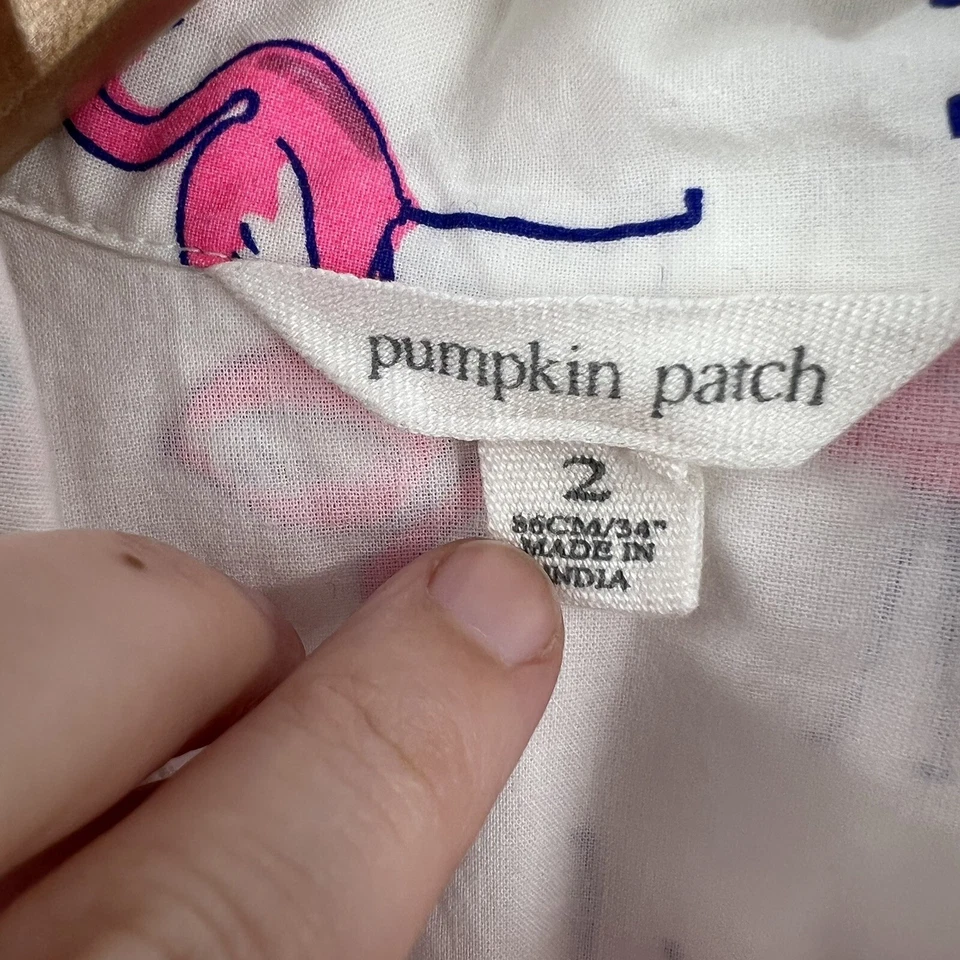 pumpkin patch
2
86CM/34"
MADE IN
INDIA